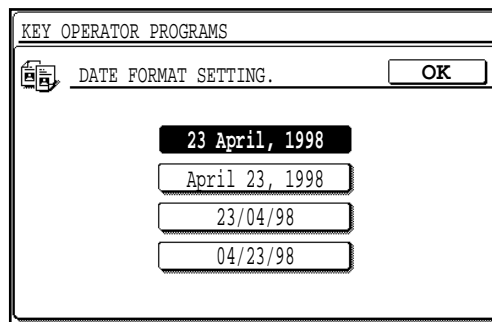 KEY OPERATOR PROGRAMS
DATE FORMAT SETTING.
OK
23 April, 1998
April 23, 1998
23/04/98
04/23/98